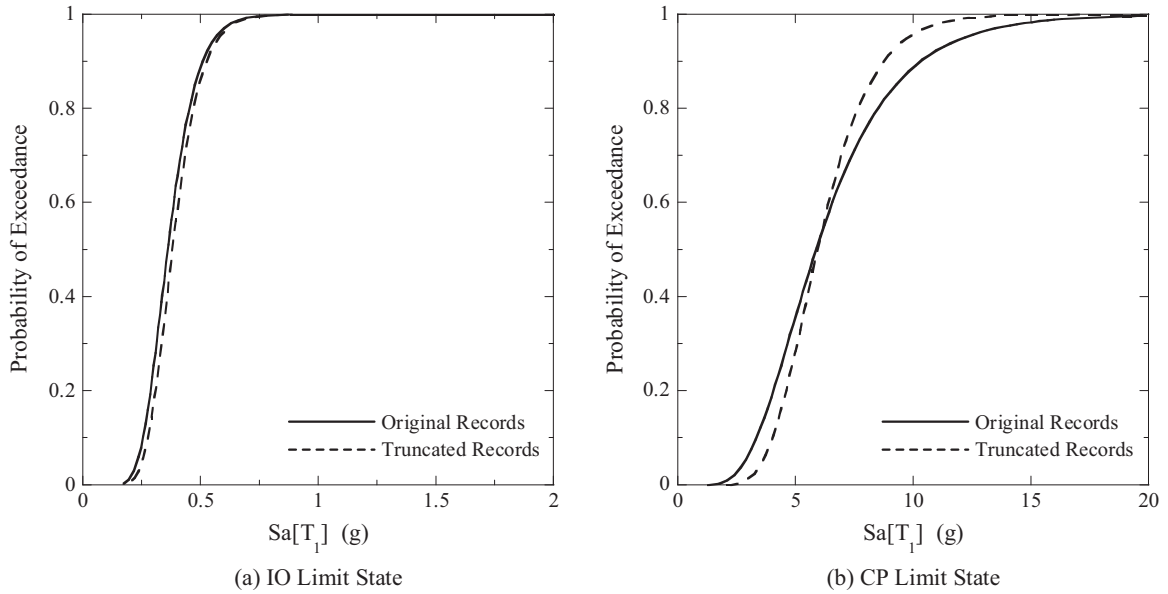 1
0.8
0.6
0.4
0.2
0
Probability of Exceedance
Original Records
Truncated Records
0 0.5 1 1.5 2
Sa[T1] (g)
(a) IO Limit State
1
0.8
0.6
0.4
0.2
0
Probability of Exceedance
Original Records
Truncated Records
0 5 10 15 20
Sa[T1] (g)
(b) CP Limit State